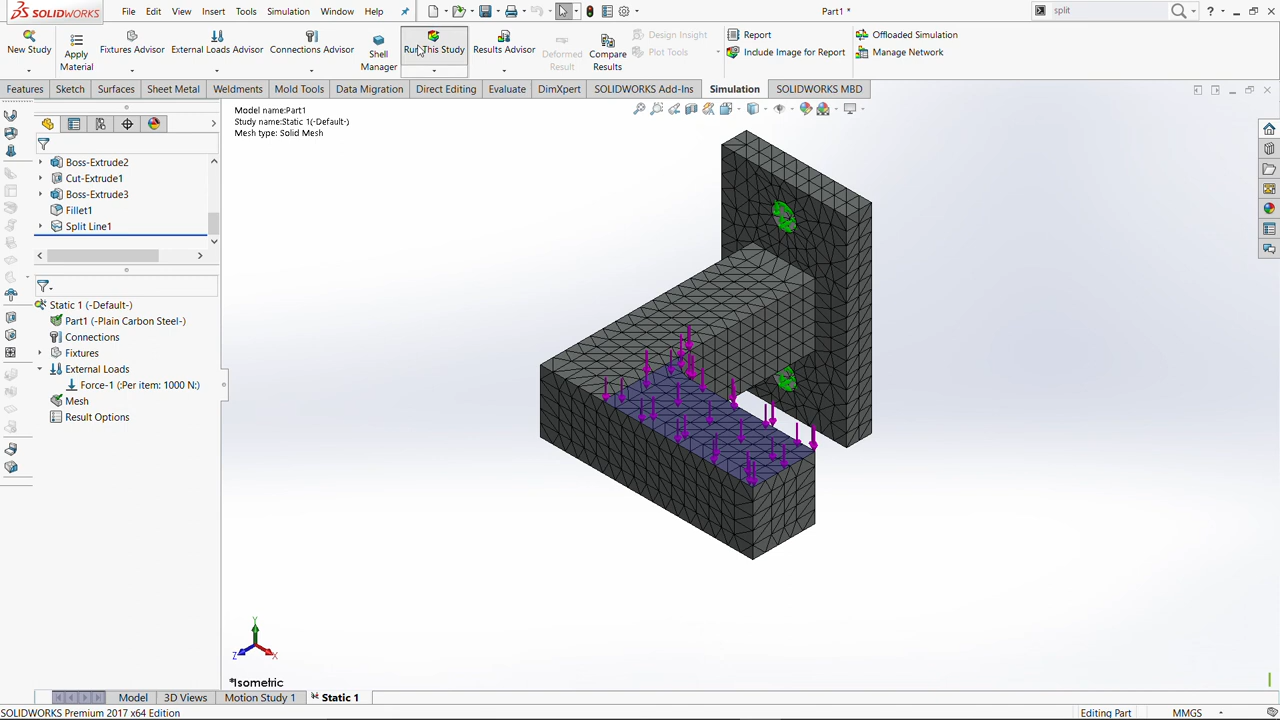 SOLIDWORKS
File Edit View Insert Tools Simulation Window Help
Part1 *
split
New Study
Apply Material
Fixtures Advisor
External Loads Advisor
Connections Advisor
Shell Manager
Run This Study
Results Advisor
Deformed Result
Compare Results
Design Insight
Plot Tools
Report
Include Image for Report
Offloaded Simulation
Manage Network
Features Sketch Surfaces Sheet Metal Weldments Mold Tools Data Migration Direct Editing Evaluate DimXpert SOLIDWORKS Add-Ins Simulation SOLIDWORKS MBD
Model name:Part1
Study name:Static 1(-Default-)
Mesh type: Solid Mesh
Boss-Extrude2
Cut-Extrude1
Boss-Extrude3
Fillet1
Split Line1
Static 1 (-Default-)
Part1 (-Plain Carbon Steel-)
Connections
Fixtures
External Loads
Force-1 (:Per item: 1000 N:)
Mesh
Result Options
Y
Z
X
*Isometric
Model 3D Views Motion Study 1 Static 1
SOLIDWORKS Premium 2017 x64 Edition
Editing Part
MMGS